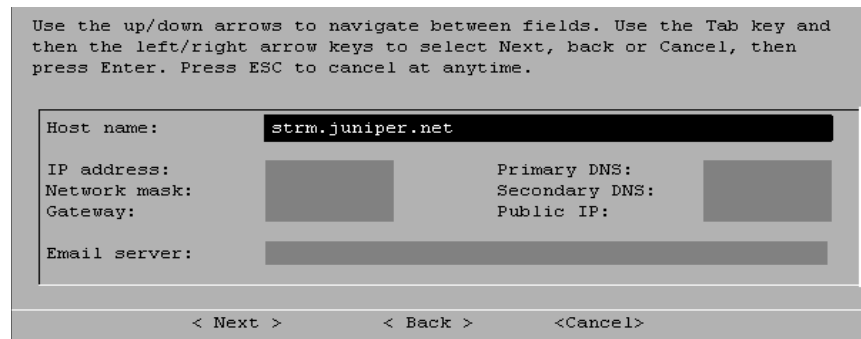 Use the up/down arrows to navigate between fields. Use the Tab key and
then the left/right arrow keys to select Next, back or Cancel, then
press Enter. Press ESC to cancel at anytime.
Host name: strm.juniper.net
IP address: Primary DNS:
Network mask: Secondary DNS:
Gateway: Public IP:
Email server:
< Next > < Back > <Cancel>